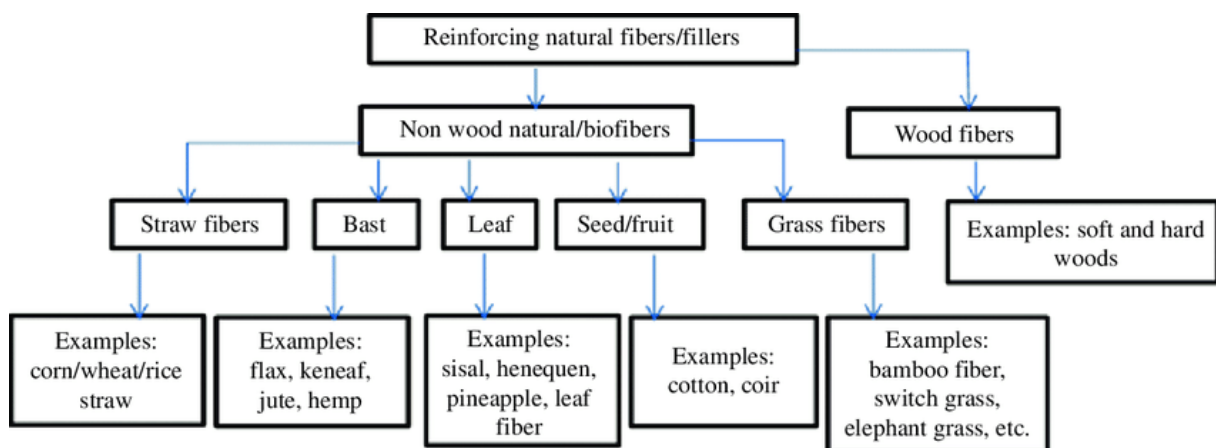 Reinforcing natural fibers/fillers
Non wood natural/biofibers
Wood fibers
Straw fibers
Bast
Leaf
Seed/fruit
Grass fibers
Examples: soft and hard
woods
Examples:
corn/wheat/rice
straw
Examples:
flax, keneaf,
jute, hemp
Examples:
sisal, henequen,
pineapple, leaf
fiber
Examples:
cotton, coir
Examples:
bamboo fiber,
switch grass,
elephant grass, etc.